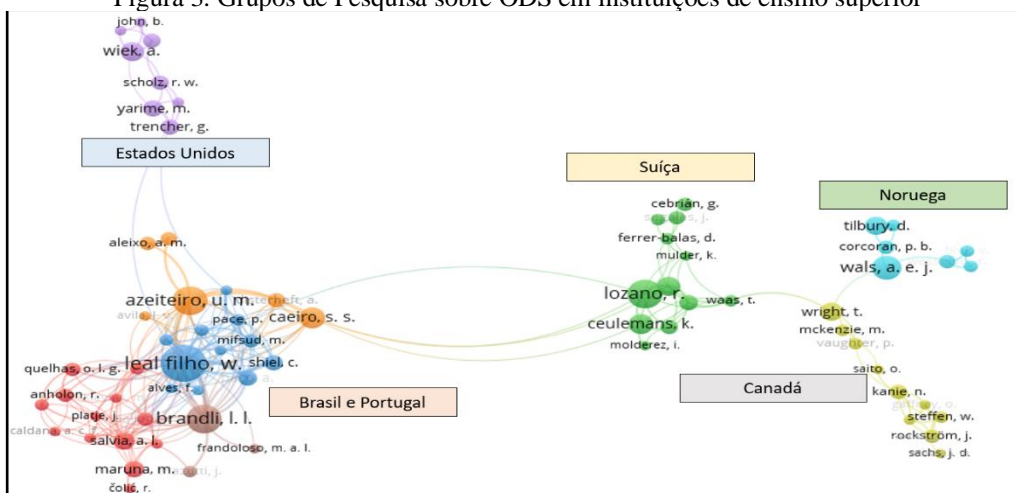 Figura 3. Grupos de Pesquisa sobre ODS em instituições de ensino superior
john, b.
wiek, a.
scholz, r. w.
yarime, m.
trencher, g.
Estados Unidos
Suíça
Noruega
cebrián, g.
ferrer-balas, d.
mulder, k.
tilbury, d.
corcoran, p. b.
wals, a. e. j.
aleixo, a. m.
azeiteiro, u. m.
caeiro, s. s.
pace, p.
mifsud, m.
lozano, r.
waas, t.
ceulemans, k.
molderez, i.
wright, t.
mckenzie, m.
vaughter, p.
quelhas, o. l. g.
leal filho, w.
shiel, c.
alves, f.
anholon, r.
platje, j.
brandli, l. l.
Brasil e Portugal
Canadá
saito, o.
kanie, n.
steffen, w.
rockström, j.
sachs, j. d.
salvia, a. l.
frandoloso, m. a. l.
maruna, m.
čolić, r.